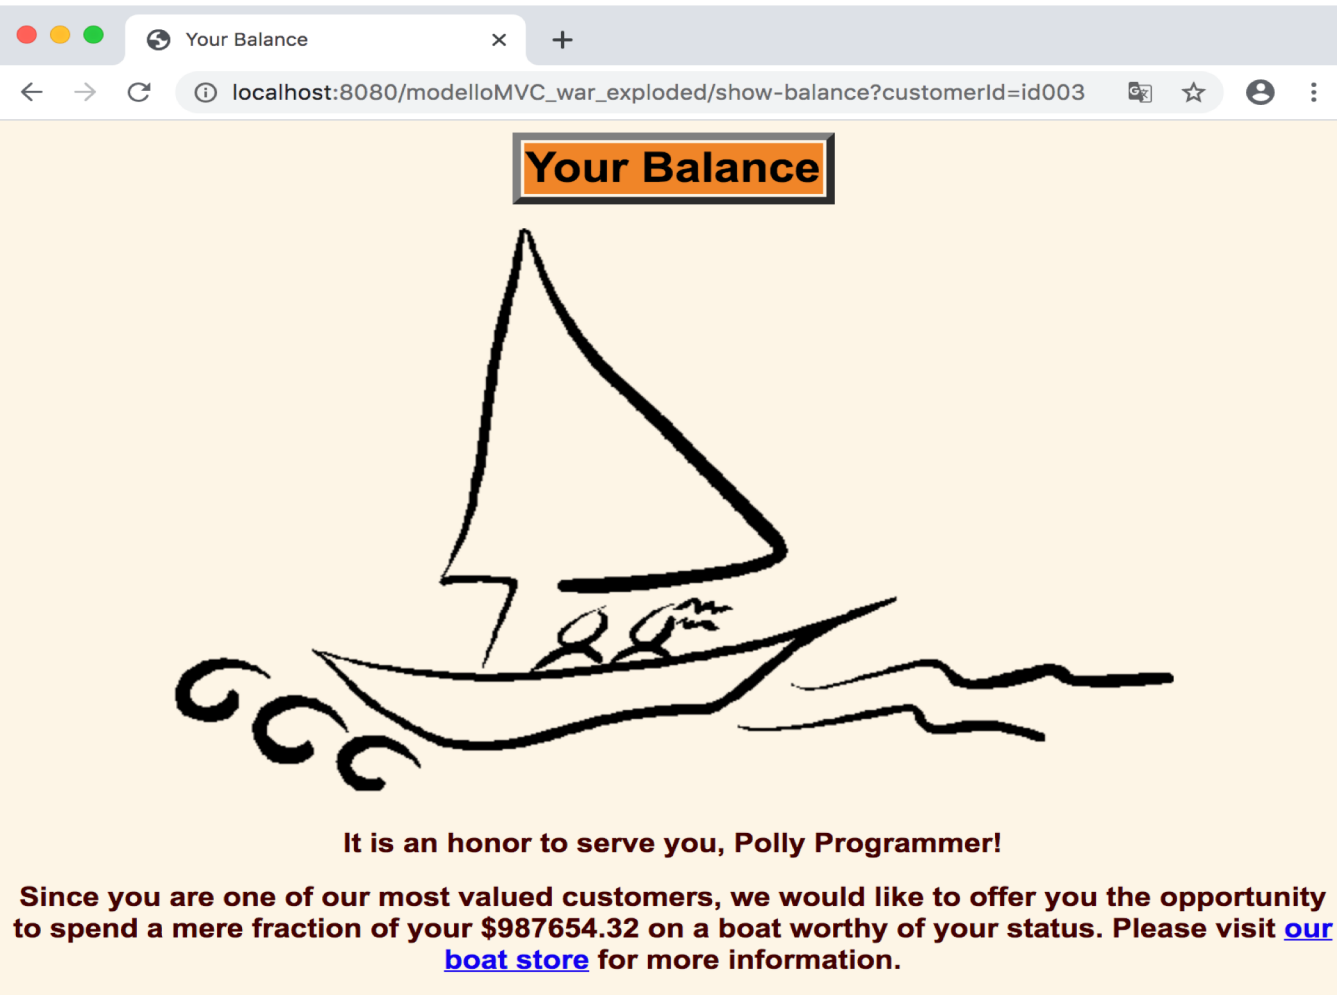 Your Balance
localhost:8080/modelloMVC_war_exploded/show-balance?customerId=id003
Your Balance
It is an honor to serve you, Polly Programmer!
Since you are one of our most valued customers, we would like to offer you the opportunity
to spend a mere fraction of your $987654.32 on a boat worthy of your status. Please visit our
boat store for more information.